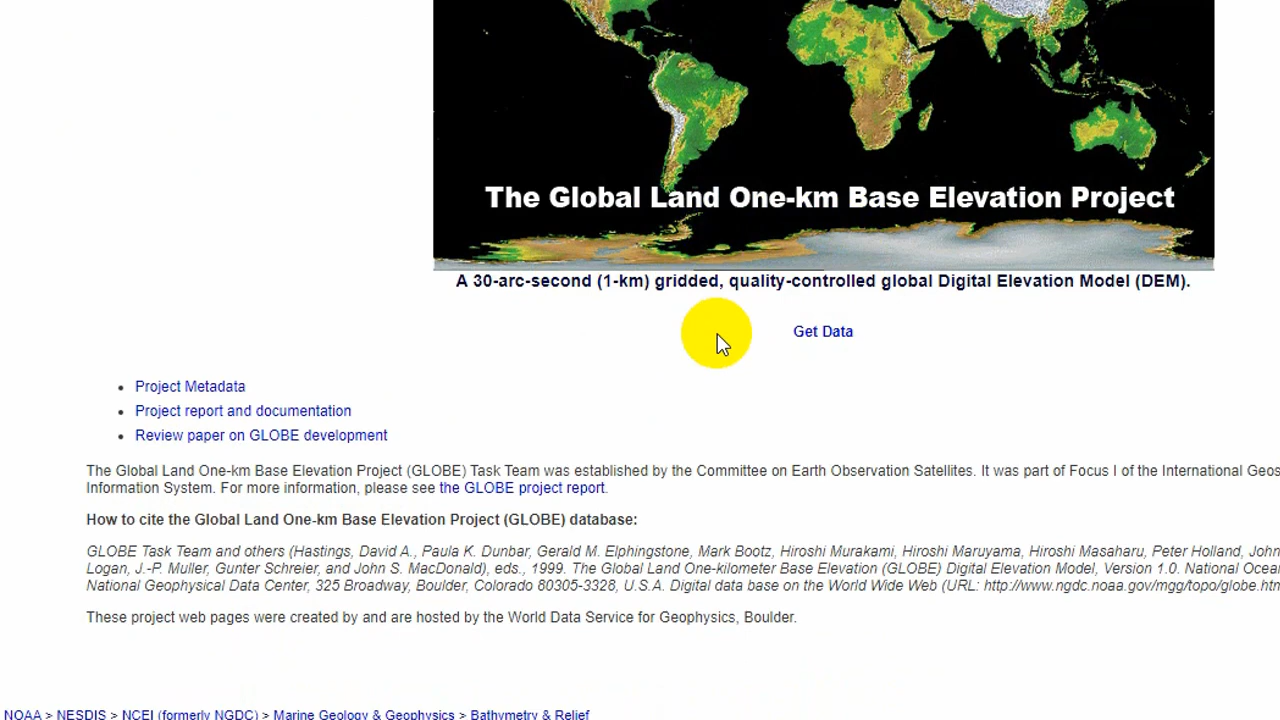 The Global Land One-km Base Elevation Project
A 30-arc-second (1-km) gridded, quality-controlled global Digital Elevation Model (DEM).
Get Data
Project Metadata
Project report and documentation
Review paper on GLOBE development
The Global Land One-km Base Elevation Project (GLOBE) Task Team was established by the Committee on Earth Observation Satellites. It was part of Focus I of the International Geos
Information System. For more information, please see the GLOBE project report.
How to cite the Global Land One-km Base Elevation Project (GLOBE) database:
GLOBE Task Team and others (Hastings, David A., Paula K. Dunbar, Gerald M. Elphingstone, Mark Bootz, Hiroshi Murakami, Hiroshi Maruyama, Hiroshi Masaharu, Peter Holland, John
Logan, J.-P. Muller, Gunter Schreier, and John S. MacDonald), eds., 1999. The Global Land One-kilometer Base Elevation (GLOBE) Digital Elevation Model, Version 1.0. National Ocean
National Geophysical Data Center, 325 Broadway, Boulder, Colorado 80305-3328, U.S.A. Digital data base on the World Wide Web (URL: http://www.ngdc.noaa.gov/mgg/topo/globe.htm
These project web pages were created by and are hosted by the World Data Service for Geophysics, Boulder.
NOAA > NESDIS > NCEI (formerly NGDC) > Marine Geology & Geophysics > Bathymetry & Relief